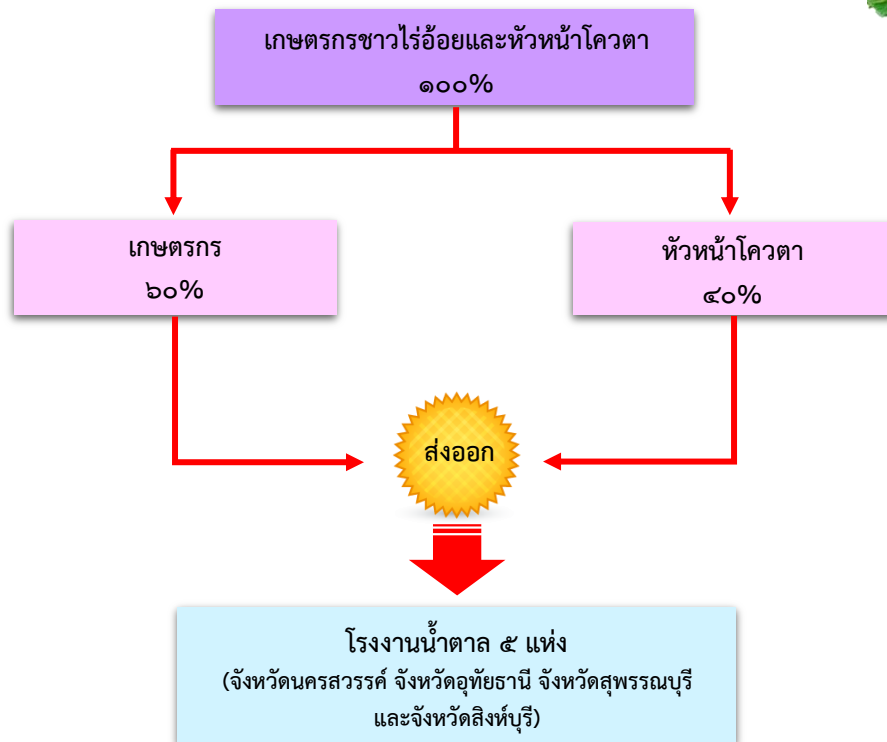 เกษตรกรชาวไร่อ้อยและหัวหน้าโควตา
๑๐๐%
เกษตรกร
๖๐%
หัวหน้าโควตา
๔๐%
ส่งออก
โรงงานน้ำตาล ๕ แห่ง
(จังหวัดนครสวรรค์ จังหวัดอุทัยธานี จังหวัดสุพรรณบุรี
และจังหวัดสิงห์บุรี)